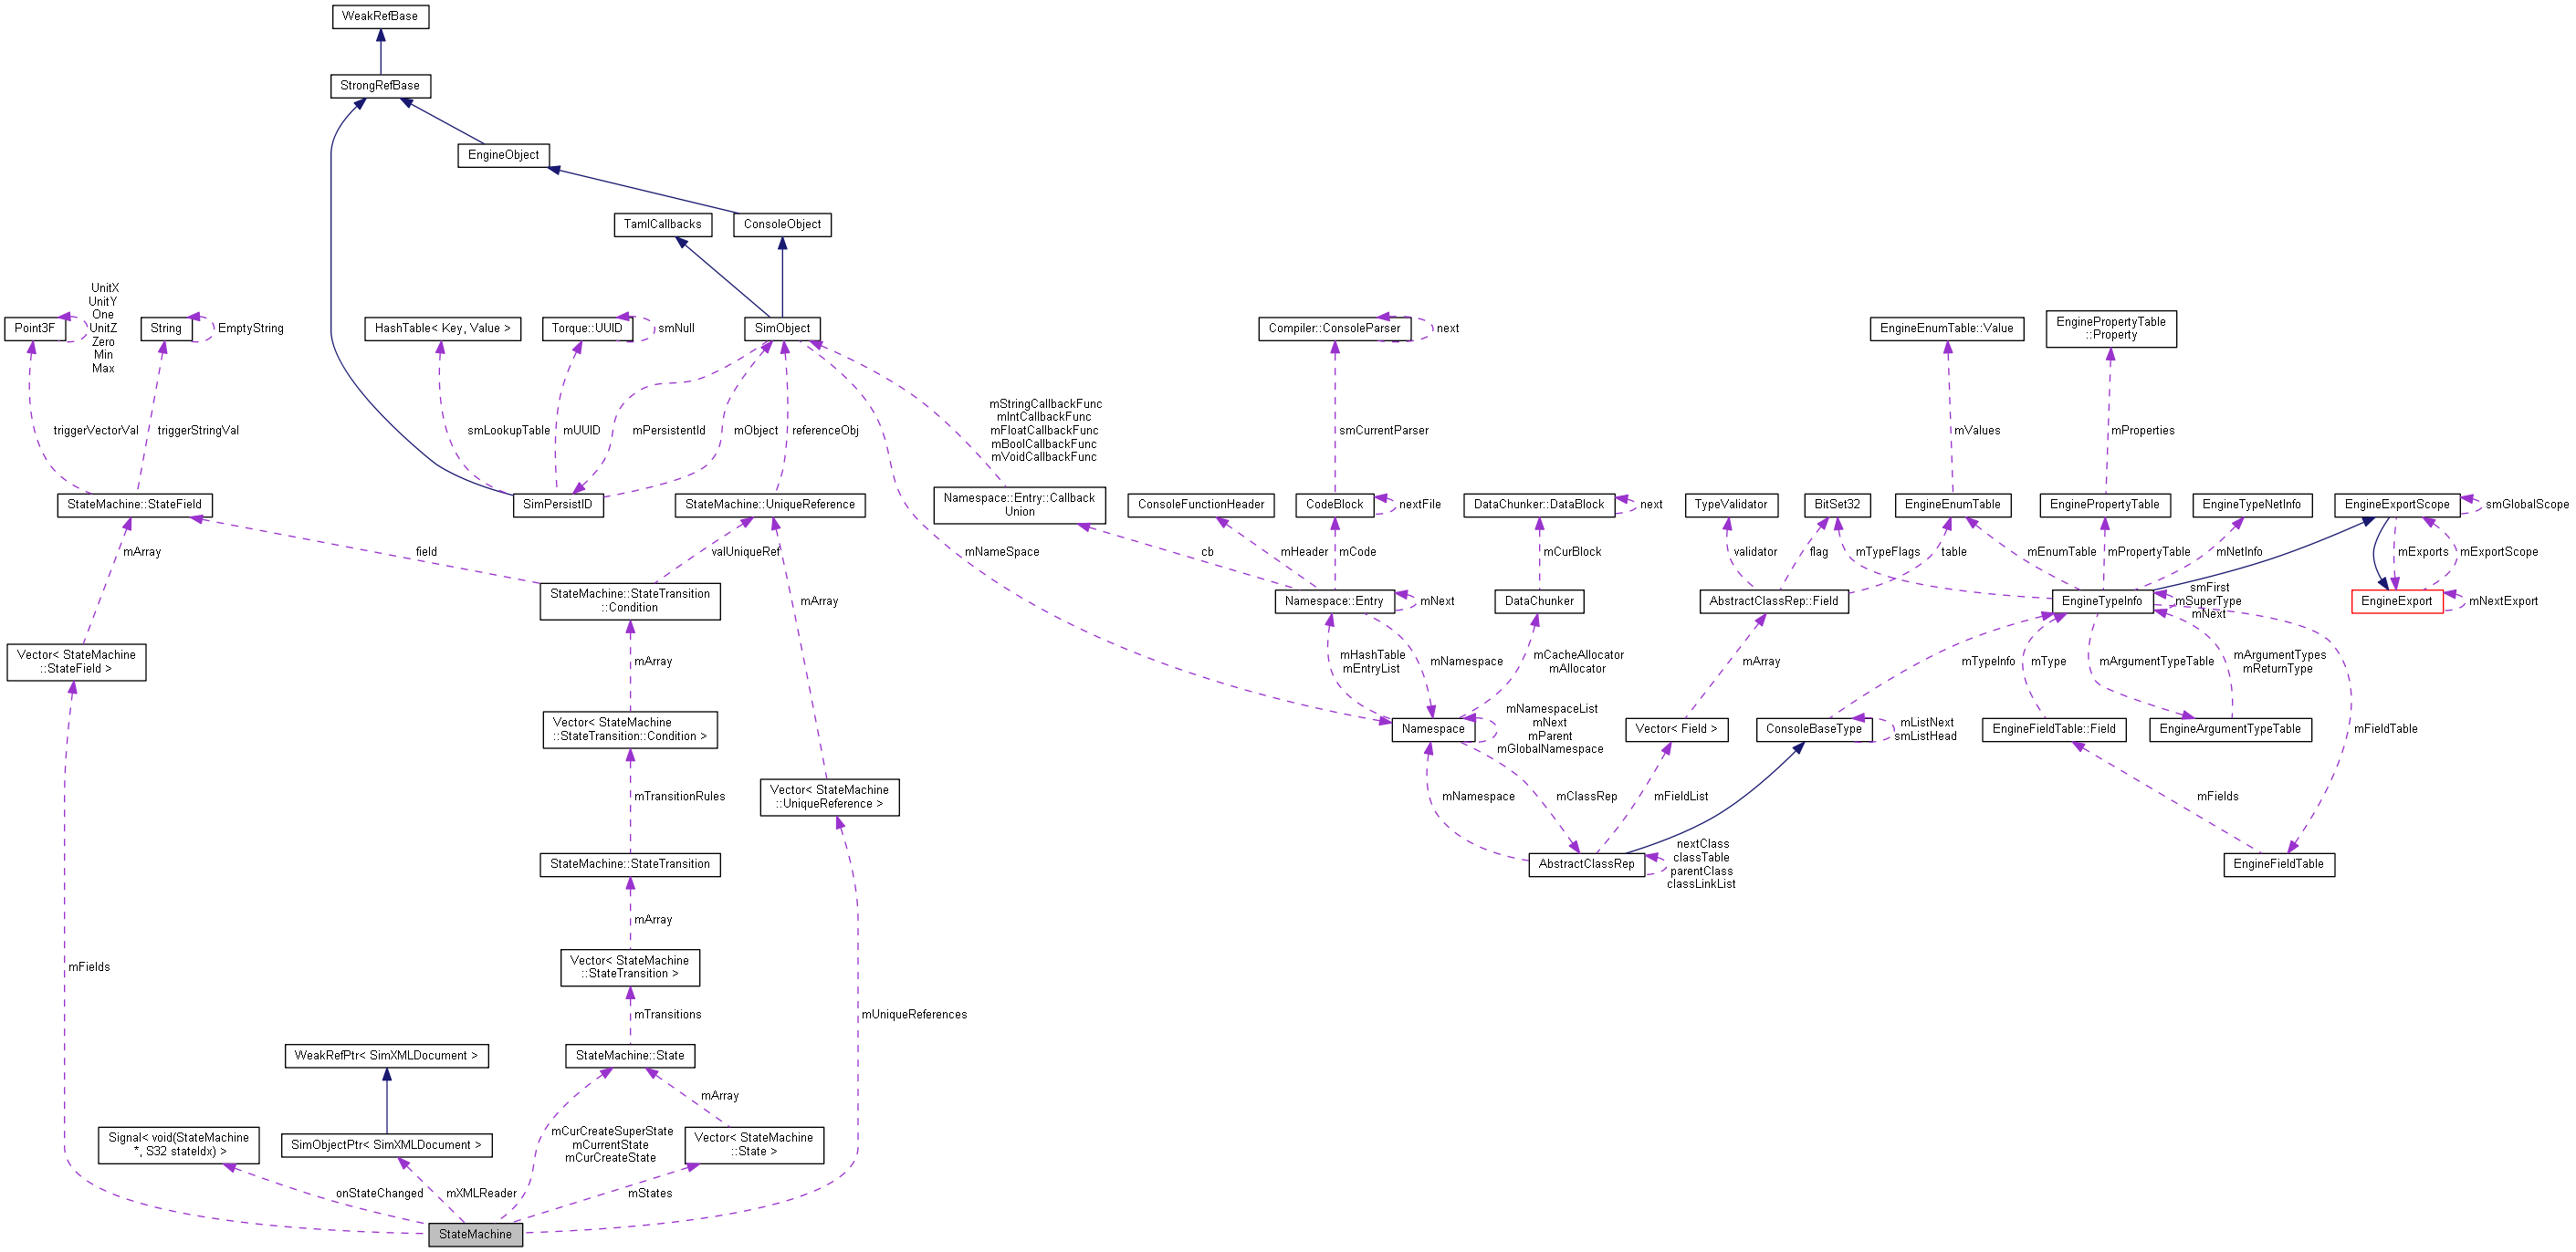 WeakRefBase
StrongRefBase
EngineObject
TamlCallbacks
ConsoleObject
UnitX
UnitY
One
UnitZ
Zero
Min
Max
Point3F
String
EmptyString
HashTable< Key, Value >
Torque::UUID
smNull
SimObject
Compiler::ConsoleParser
next
EngineEnumTable::Value
EnginePropertyTable
::Property
triggerVectorVal
triggerStringVal
smLookupTable
mUUID
mPersistentId
mObject
referenceObj
mStringCallbackFunc
mIntCallbackFunc
mFloatCallbackFunc
mBoolCallbackFunc
mVoidCallbackFunc
smCurrentParser
mValues
mProperties
StateMachine::StateField
SimPersistID
StateMachine::UniqueReference
Namespace::Entry::Callback
Union
ConsoleFunctionHeader
CodeBlock
nextFile
DataChunker::DataBlock
next
TypeValidator
BitSet32
EngineEnumTable
EnginePropertyTable
EngineTypeNetInfo
EngineExportScope
smGlobalScope
mArray
field
valUniqueRef
mNameSpace
cb
mHeader
mCode
mCurBlock
validator
flag
mTypeFlags
table
mEnumTable
mPropertyTable
mNetInfo
mExports
mExportScope
StateMachine::StateTransition
::Condition
mArray
Namespace::Entry
mNext
DataChunker
AbstractClassRep::Field
EngineTypeInfo
smFirst
mSuperType
mNext
EngineExport
mNextExport
Vector< StateMachine
::StateField >
mArray
mHashTable
mEntryList
mNamespace
mCacheAllocator
mAllocator
mArray
mTypeInfo
mType
mArgumentTypeTable
mArgumentTypes
mReturnType
Vector< StateMachine
::StateTransition::Condition >
Namespace
mNamespaceList
mNext
mParent
mGlobalNamespace
Vector< Field >
ConsoleBaseType
mListNext
smListHead
EngineFieldTable::Field
EngineArgumentTypeTable
mFieldTable
mTransitionRules
Vector< StateMachine
::UniqueReference >
mNamespace
mClassRep
mFieldList
mFields
StateMachine::StateTransition
AbstractClassRep
nextClass
classTable
parentClass
classLinkList
EngineFieldTable
mArray
mFields
Vector< StateMachine
::StateTransition >
mTransitions
mUniqueReferences
WeakRefPtr< SimXMLDocument >
StateMachine::State
mArray
Signal< void(StateMachine
*, S32 stateIdx) >
SimObjectPtr< SimXMLDocument >
mCurCreateSuperState
mCurrentState
mCurCreateState
Vector< StateMachine
::State >
onStateChanged
mXMLReader
mStates
StateMachine